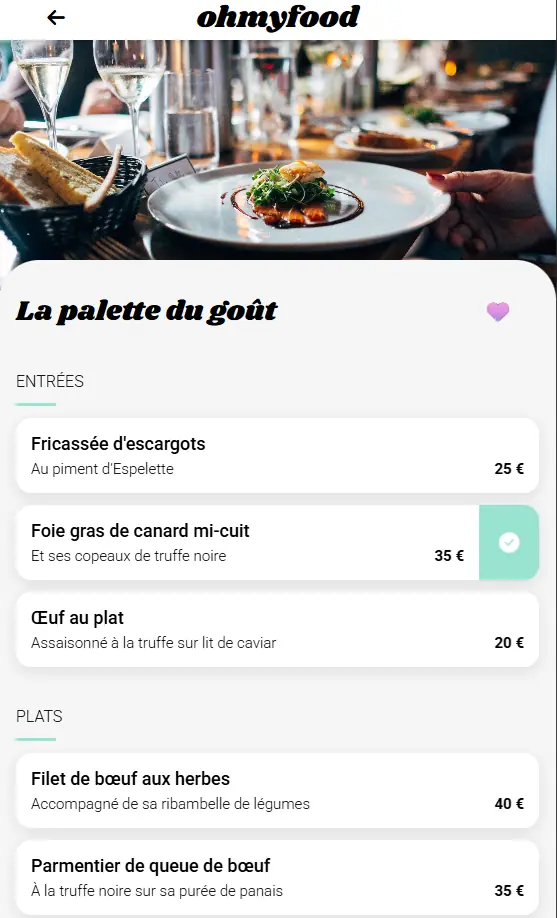 ohmyfood
La palette du goût
ENTRÉES
Fricassée d'escargots
Au piment d'Espelette
25 €
Foie gras de canard mi-cuit
Et ses copeaux de truffe noire
35 €
Œuf au plat
Assaisonné à la truffe sur lit de caviar
20 €
PLATS
Filet de bœuf aux herbes
Accompagné de sa ribambelle de légumes
40 €
Parmentier de queue de bœuf
À la truffe noire sur sa purée de panais
35 €